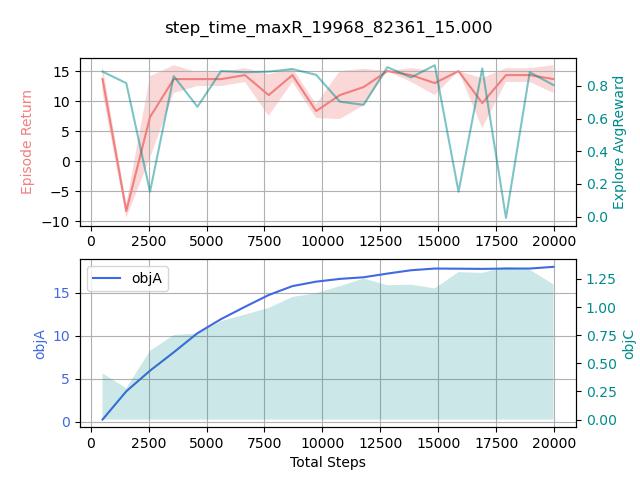 step_time_maxR_19968_82361_15.000
15
10
5
0
−5
−10
Episode Return
0.8
0.6
0.4
0.2
0.0
Explore AvgReward
0 2500 5000 7500 10000 12500 15000 17500 20000
objA
15
10
5
0
objA
1.25
1.00
0.75
0.50
0.25
0.00
objC
0 2500 5000 7500 10000 12500 15000 17500 20000
Total Steps